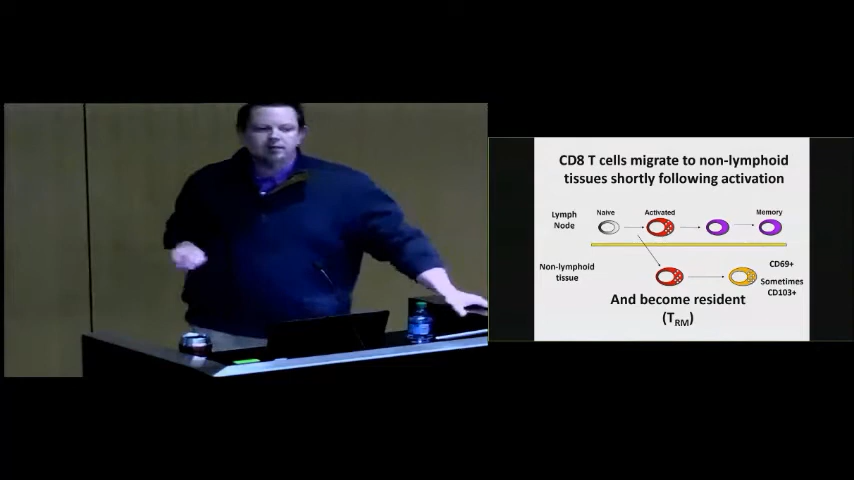 CD8 T cells migrate to non-lymphoid
tissues shortly following activation
Lymph
Node
Naive
Activated
Memory
Non-lymphoid
tissue
CD69+
Sometimes
CD103+
And become resident
(TRM)